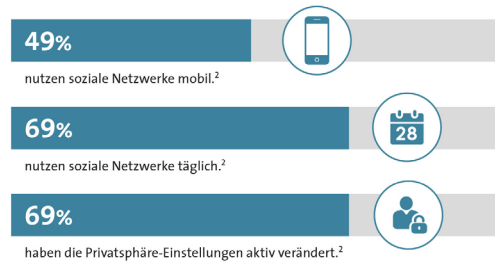 49%
nutzen soziale Netzwerke mobil.²
69%
28
nutzen soziale Netzwerke täglich.²
69%
haben die Privatsphäre-Einstellungen aktiv verändert.²